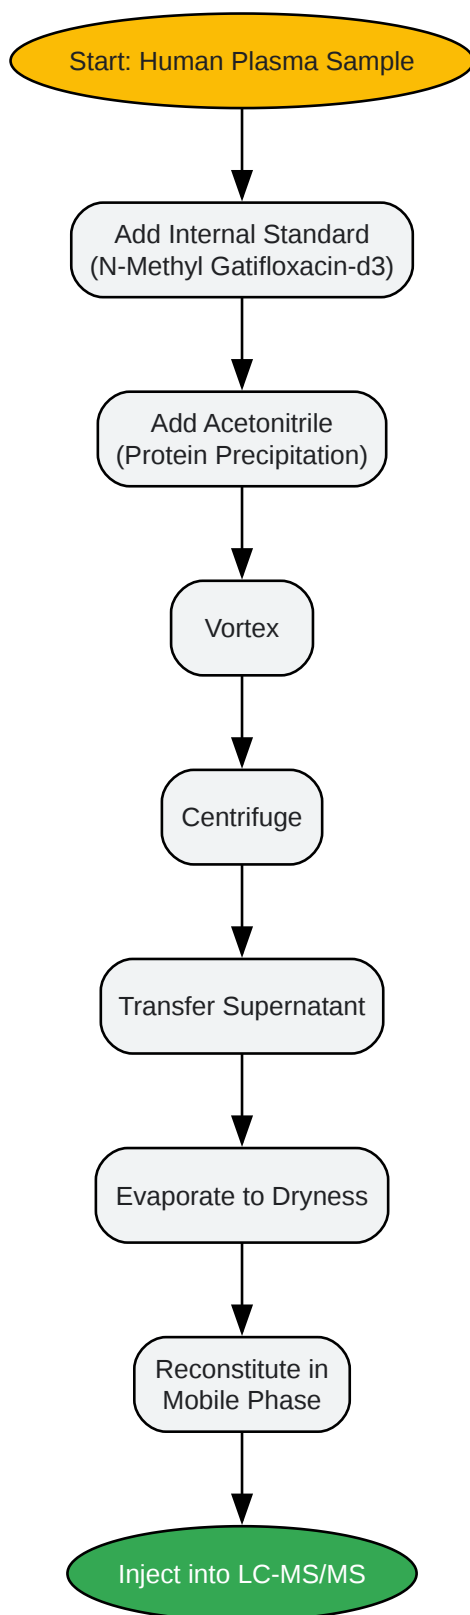 Start: Human Plasma Sample
Add Internal Standard
(N-Methyl Gatifloxacin-d3)
Add Acetonitrile
(Protein Precipitation)
Vortex
Centrifuge
Transfer Supernatant
Evaporate to Dryness
Reconstitute in
Mobile Phase
Inject into LC-MS/MS